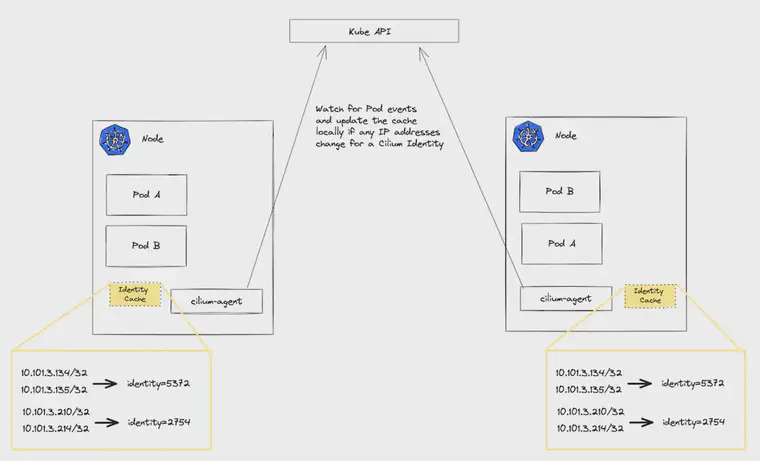 Kube API
Watch for Pod events
and update the cache
locally if any IP addresses
change for a Cilium Identity
Node
Pod A
Pod B
Identity
Cache
cilium-agent
10.101.3.134/32
10.101.3.135/32
identity=5372
10.101.3.210/32
10.101.3.214/32
identity=2754
Node
Pod B
Pod A
cilium-agent
Identity
Cache
10.101.3.134/32
10.101.3.135/32
identity=5372
10.101.3.210/32
10.101.3.214/32
identity=2754